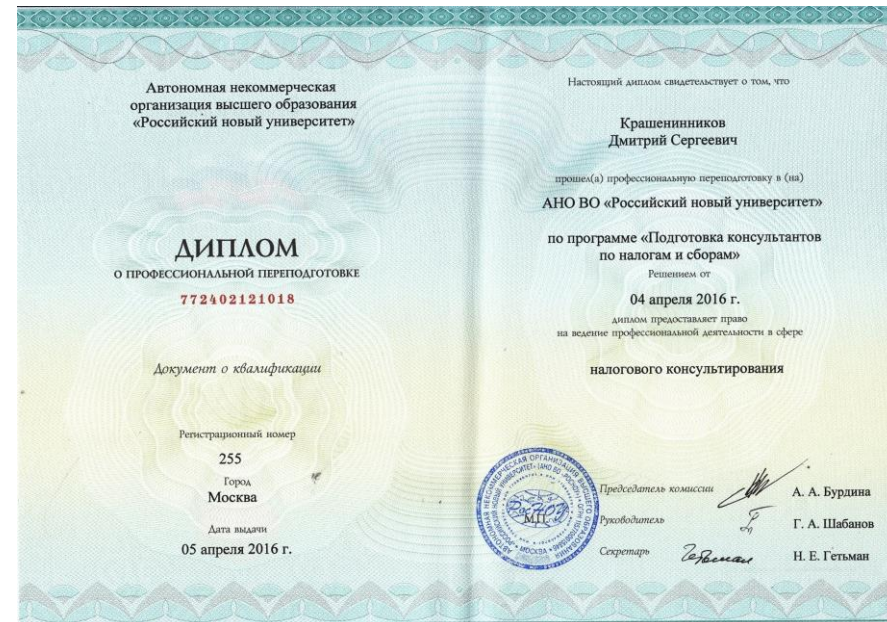 Автономная некоммерческая
организация высшего образования
«Российский новый университет»
ДИПЛОМ
О ПРОФЕССИОНАЛЬНОЙ ПЕРЕПОДГОТОВКЕ
772402121018
Документ о квалификации
Регистрационный номер
255
Город
Москва
Дата выдачи
05 апреля 2016 г.
Настоящий диплом свидетельствует о том, что
Крашенинников
Дмитрий Сергеевич
прошел(а) профессиональную переподготовку в (на)
АНО ВО «Российский новый университет»
по программе «Подготовка консультантов
по налогам и сборам»
Решением от
04 апреля 2016 г.
диплом предоставляет право
на ведение профессиональной деятельности в сфере
налогового консультирования
Председатель комиссии А. А. Бурдина
М.П.
Руководитель Г. А. Шабанов
Секретарь Гетьман Н. Е. Гетьман